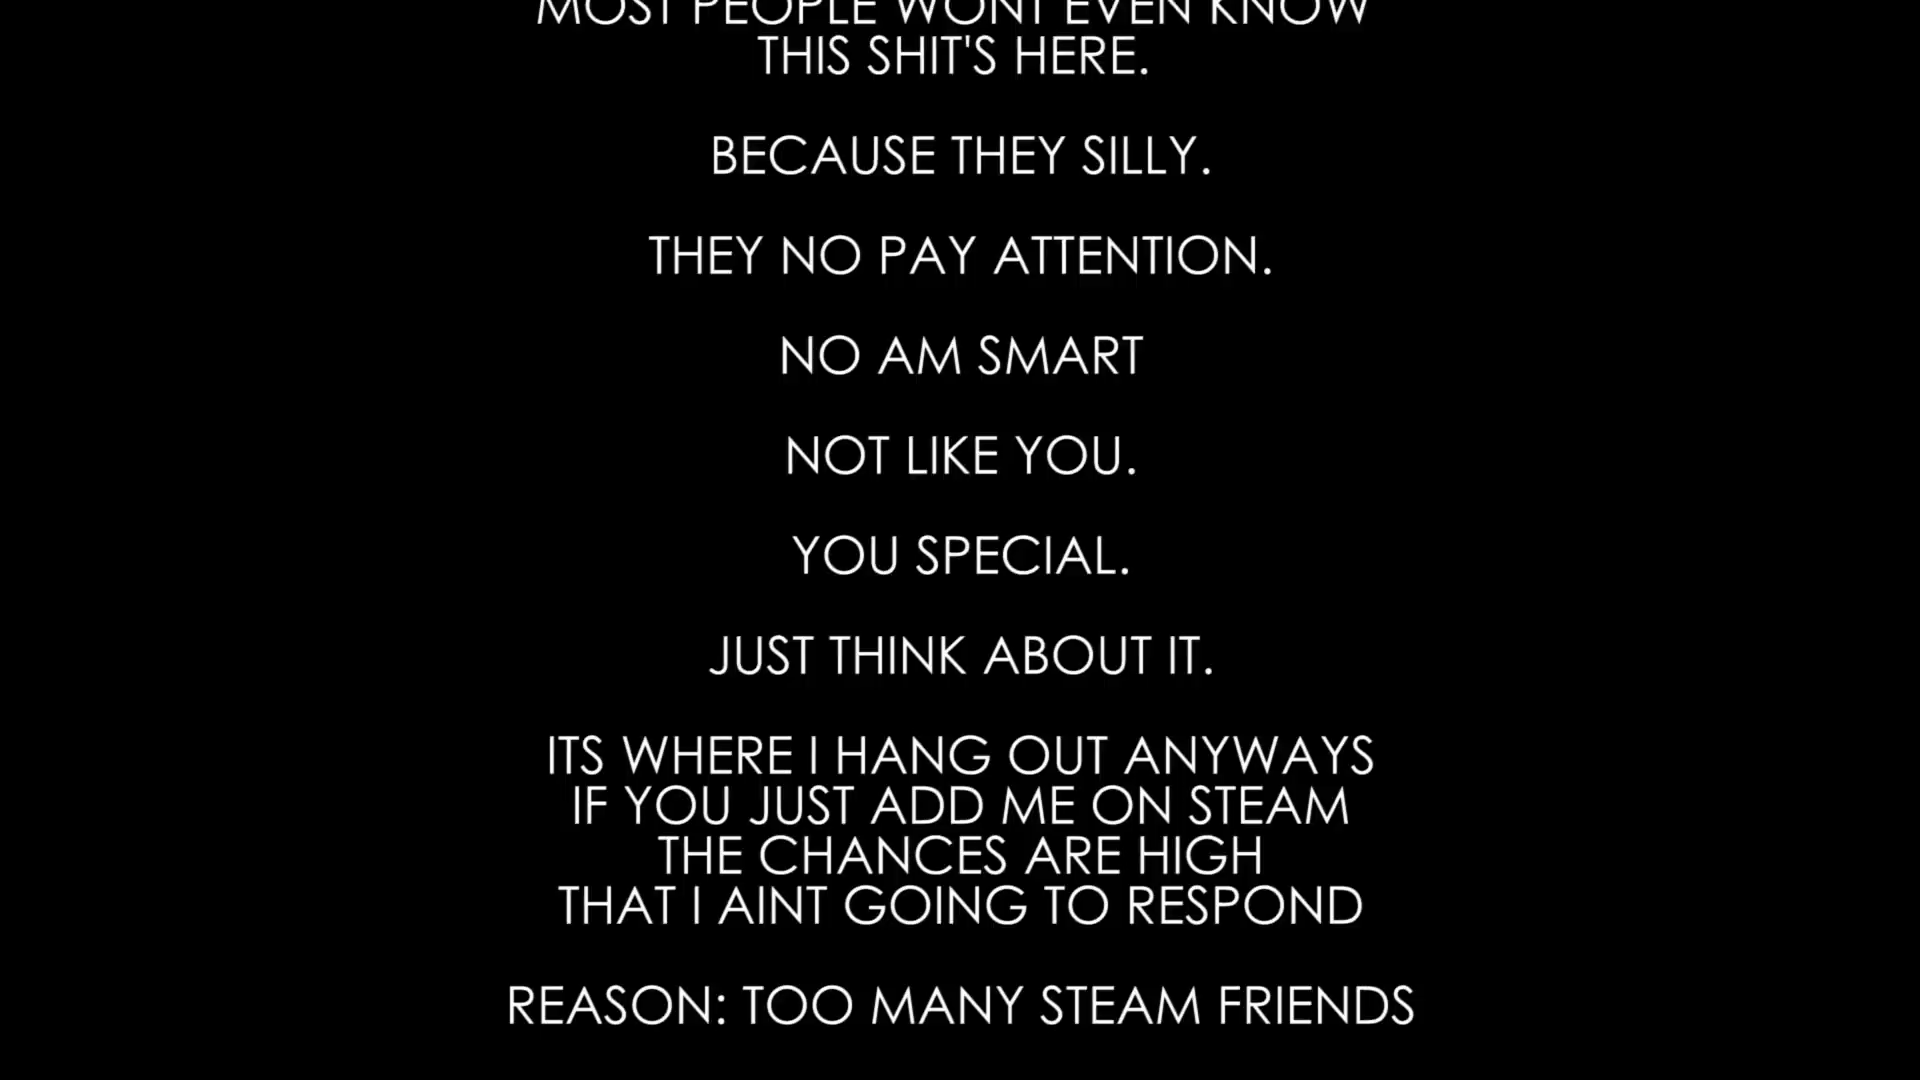 MOST PEOPLE WONT EVEN KNOW
THIS SHIT'S HERE.
BECAUSE THEY SILLY.
THEY NO PAY ATTENTION.
NO AM SMART
NOT LIKE YOU.
YOU SPECIAL.
JUST THINK ABOUT IT.
ITS WHERE I HANG OUT ANYWAYS
IF YOU JUST ADD ME ON STEAM
THE CHANCES ARE HIGH
THAT I AINT GOING TO RESPOND
REASON: TOO MANY STEAM FRIENDS